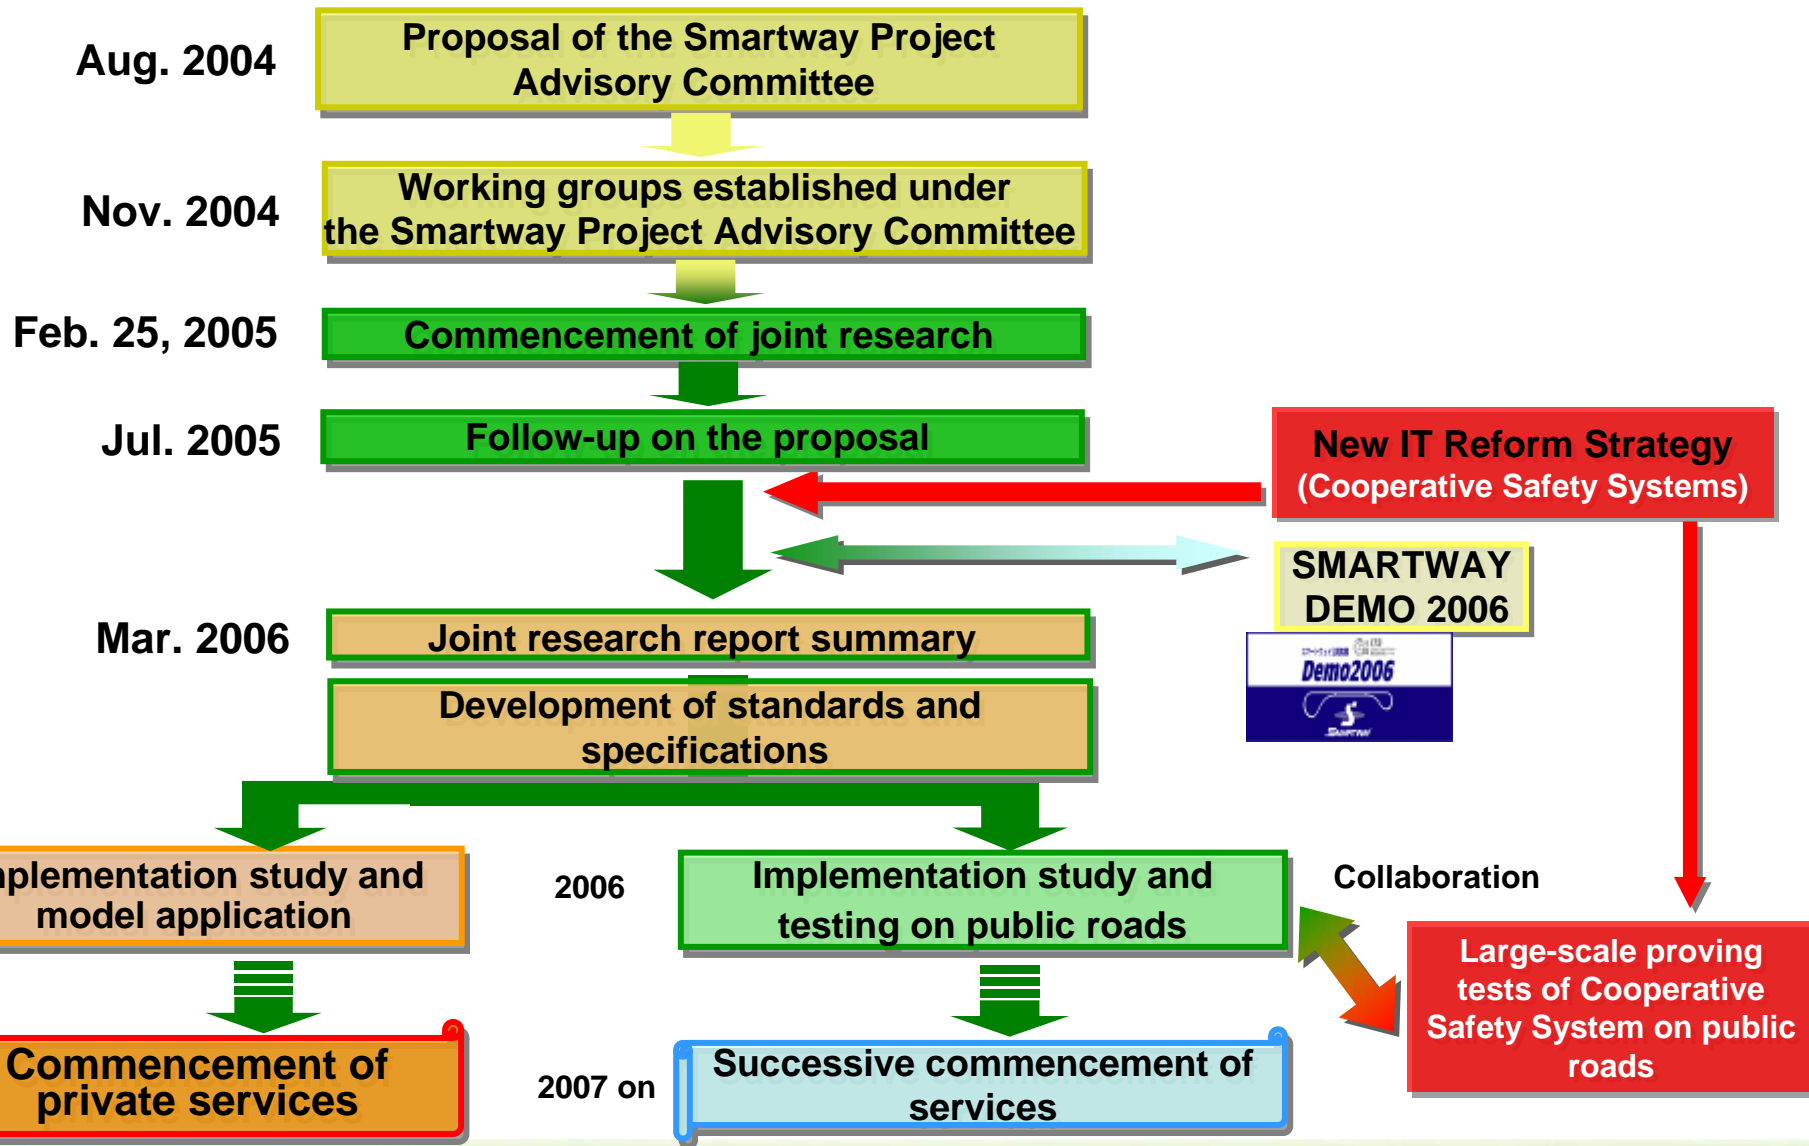 Aug. 2004
Proposal of the Smartway Project
Advisory Committee
Nov. 2004
Working groups established under
the Smartway Project Advisory Committee
Feb. 25, 2005
Commencement of joint research
Jul. 2005
Follow-up on the proposal
New IT Reform Strategy
(Cooperative Safety Systems)
SMARTWAY
DEMO 2006
Demo2006
SMARTWAY
Mar. 2006
Joint research report summary
Development of standards and
specifications
mplementation study and
model application
2006
Implementation study and
testing on public roads
Collaboration
Large-scale proving
tests of Cooperative
Safety System on public
roads
Commencement of
private services
2007 on
Successive commencement of
services